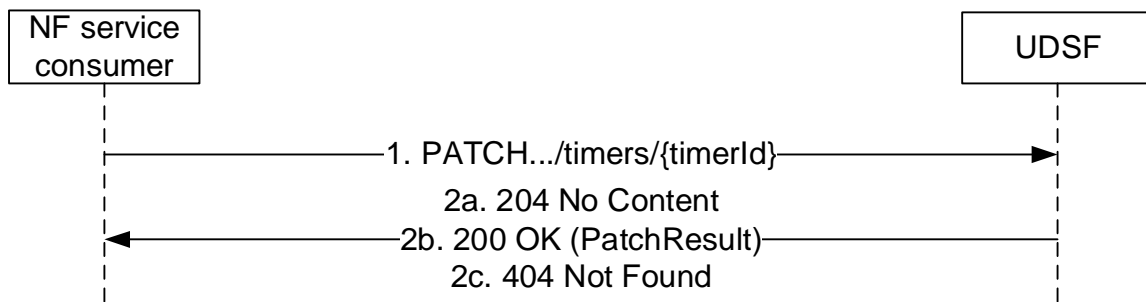 NF service
consumer
UDSF
1. PATCH.../timers/{timerId}
2a. 204 No Content
2b. 200 OK (PatchResult)
2c. 404 Not Found